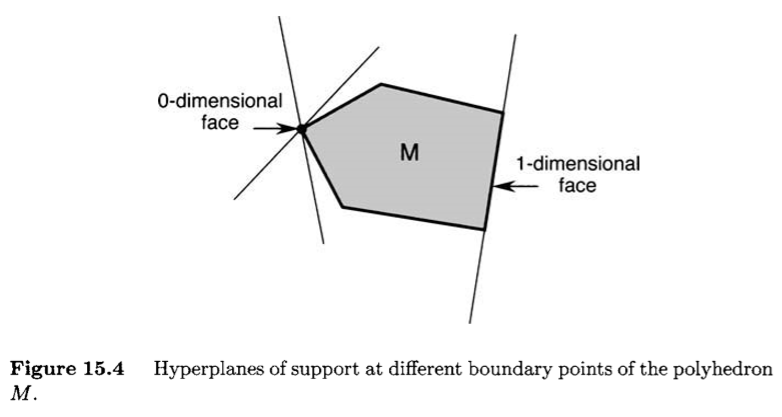 0-dimensional
face
M
1-dimensional
face
Figure 15.4 Hyperplanes of support at different boundary points of the polyhedron
M.